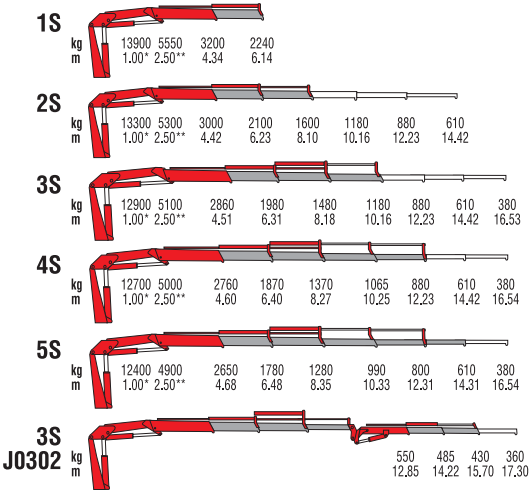 1S
kg 13900 5550 3200 2240
m 1.00* 2.50** 4.34 6.14
2S
kg 13300 5300 3000 2100 1600 1180 880 610
m 1.00* 2.50** 4.42 6.23 8.10 10.16 12.23 14.42
3S
kg 12900 5100 2860 1980 1480 1180 880 610 380
m 1.00* 2.50** 4.51 6.31 8.18 10.16 12.23 14.42 16.53
4S
kg 12700 5000 2760 1870 1370 1065 880 610 380
m 1.00* 2.50** 4.60 6.40 8.27 10.25 12.23 14.42 16.54
5S
kg 12400 4900 2650 1780 1280 990 800 610 380
m 1.00* 2.50** 4.68 6.48 8.35 10.33 12.31 14.31 16.54
3S
J0302 kg 550 485 430 360
m 12.85 14.22 15.70 17.30